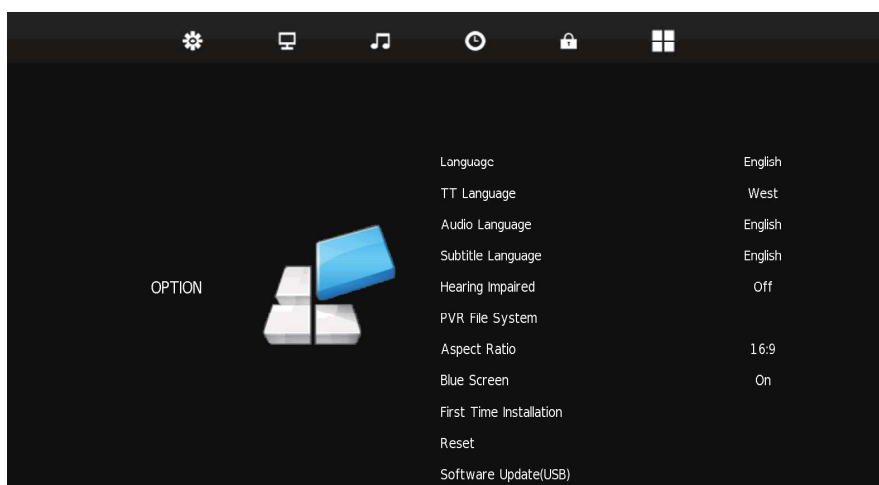 Language English
TT Language West
Audio Language English
Subtitle Language English
OPTION
Hearing Impaired Off
PVR File System
Aspect Ratio 16:9
Blue Screen On
First Time Installation
Reset
Software Update(USB)